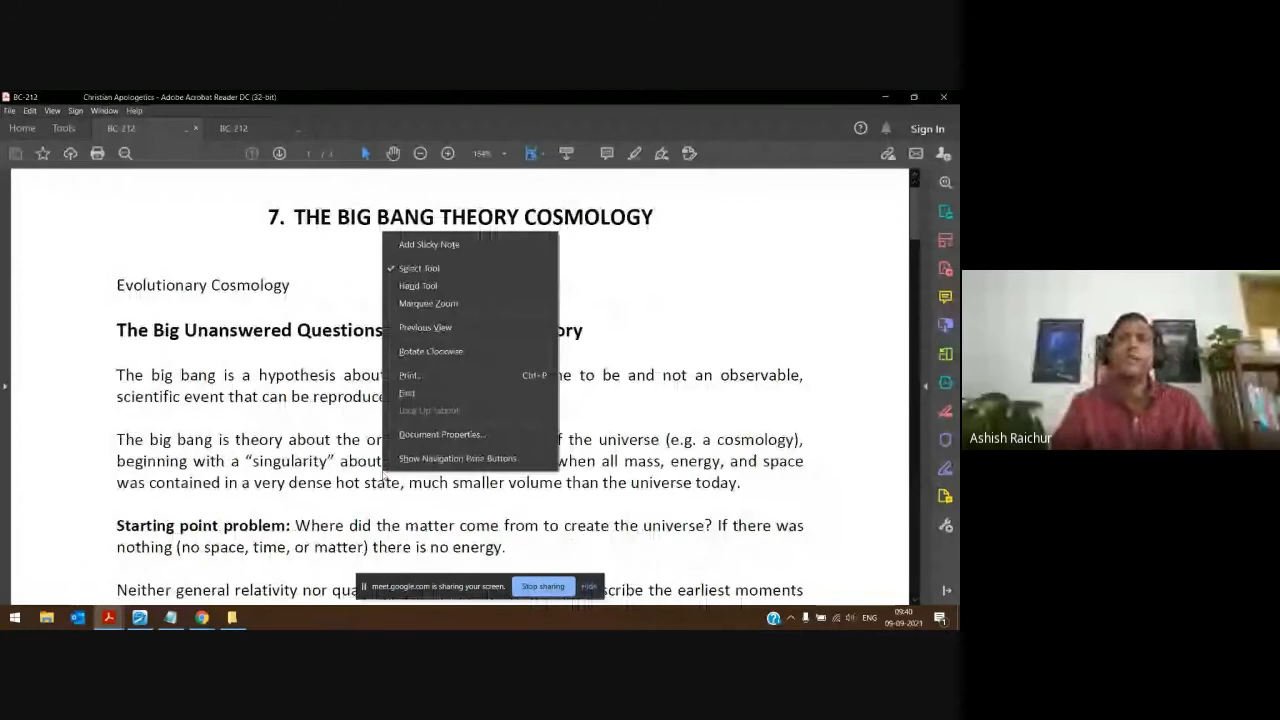 BC-212 Christian Apologetics - Adobe Acrobat Reader DC (32-bit)
File Edit View Sign Window Help
Home Tools BC-212 × BC-212 Sign In
1 / 154%
7. THE BIG BANG THEORY COSMOLOGY
Add Sticky Note
Select Tool
Hand Tool
Marquee Zoom
Previous View
Rotate Clockwise
Print... Ctrl+P
Find
Look Up "about"
Document Properties...
Show Navigation Pane Buttons
Evolutionary Cosmology
The Big Unanswered Questions ory
The big bang is a hypothesis abou e to be and not an observable,
scientific event that can be reproduce
The big bang is theory about the or f the universe (e.g. a cosmology),
beginning with a “singularity” about when all mass, energy, and space
was contained in a very dense hot state, much smaller volume than the universe today.
Starting point problem: Where did the matter come from to create the universe? If there was
nothing (no space, time, or matter) there is no energy.
Neither general relativity nor qua scribe the earliest moments
meet.google.com is sharing your screen. Stop sharing Hide
ENG 09:40
09-09-2021
Ashish Raichur